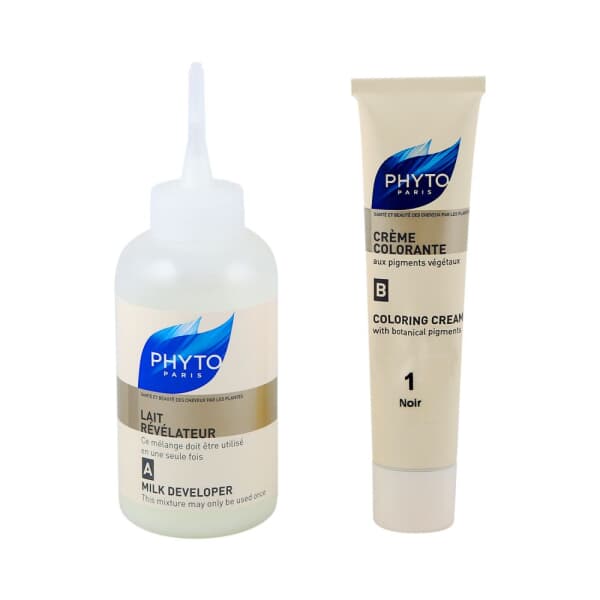 PHYTO
PARIS
SANTÉ ET BEAUTÉ DES CHEVEUX PAR LES PLANTES
LAIT
RÉVÉLATEUR
Ce mélange doit être utilisé
en une seule fois
A
MILK DEVELOPER
This mixture may only be used once
PHYTO
PARIS
SANTÉ ET BEAUTÉ DES CHEVEUX PAR LES PLANTES
CRÈME
COLORANTE
aux pigments végétaux
B
COLORING CREAM
with botanical pigments
1
Noir